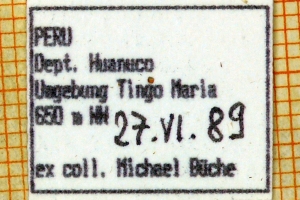 PERU
Dept. Huanuco
Umgebung Tingo Maria
650 m NN 27.VI.89
ex coll. Michael Büche